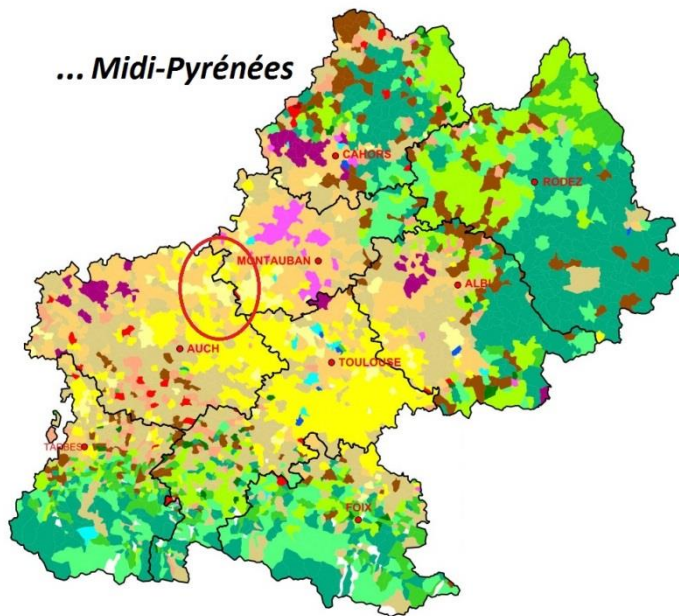 ... Midi-Pyrénées
CAHORS
RODEZ
MONTAUBAN
ALBI
AUCH
TOULOUSE
TARBES
FOIX